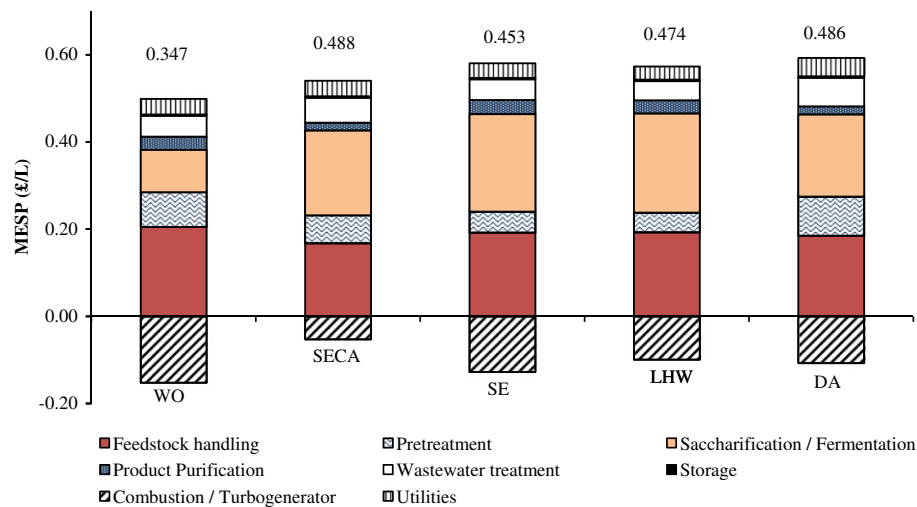 0.347 0.488 0.453 0.474 0.486
0.60
0.40
0.20
0.00
-0.20
MESP (£/L)
WO SECA SE LHW DA
Feedstock handling Pretreatment Saccharification / Fermentation
Product Purification Wastewater treatment Storage
Combustion / Turbogenerator Utilities